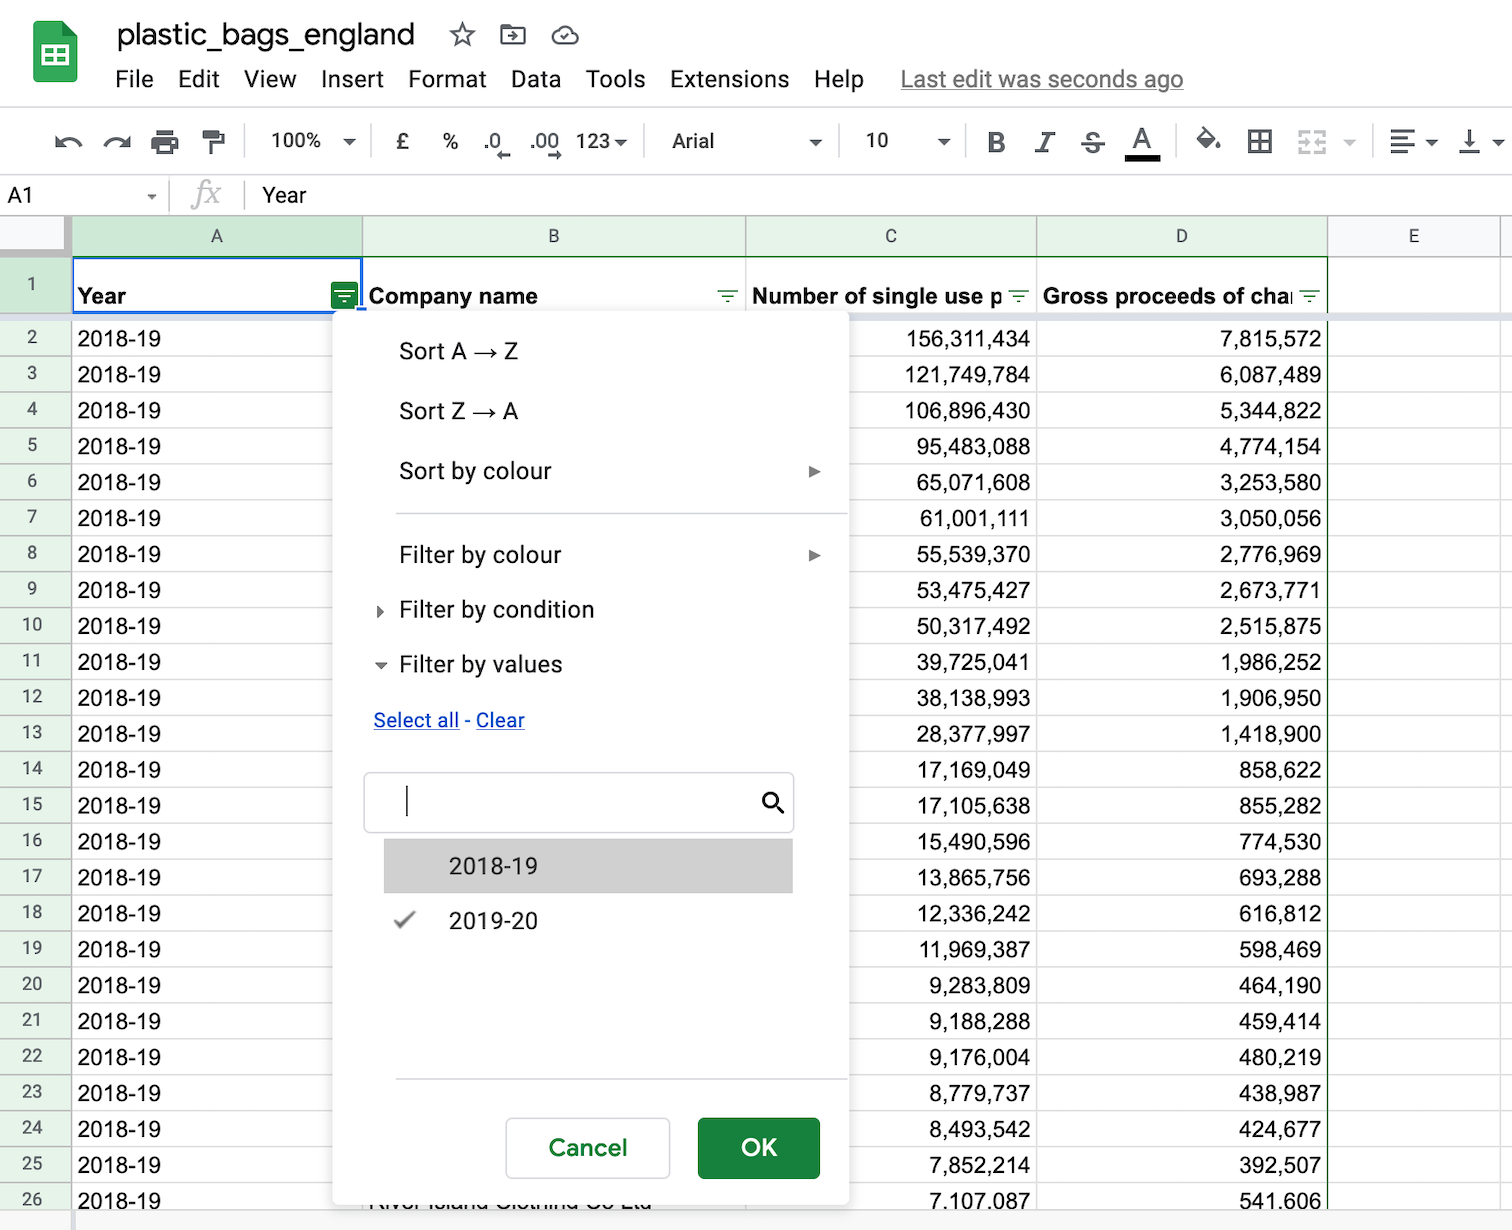 plastic_bags_england
File Edit View Insert Format Data Tools Extensions Help Last edit was seconds ago
100% £ % .0 .00 123 Arial 10 B I S A
A1 fx Year
A B C D E
1 Year Company name Number of single use p Gross proceeds of cha
2 2018-19 156,311,434 7,815,572
3 2018-19 121,749,784 6,087,489
4 2018-19 106,896,430 5,344,822
5 2018-19 95,483,088 4,774,154
6 2018-19 65,071,608 3,253,580
7 2018-19 61,001,111 3,050,056
8 2018-19 55,539,370 2,776,969
9 2018-19 53,475,427 2,673,771
10 2018-19 50,317,492 2,515,875
11 2018-19 39,725,041 1,986,252
12 2018-19 38,138,993 1,906,950
13 2018-19 28,377,997 1,418,900
14 2018-19 17,169,049 858,622
15 2018-19 17,105,638 855,282
16 2018-19 15,490,596 774,530
17 2018-19 13,865,756 693,288
18 2018-19 12,336,242 616,812
19 2018-19 11,969,387 598,469
20 2018-19 9,283,809 464,190
21 2018-19 9,188,288 459,414
22 2018-19 9,176,004 480,219
23 2018-19 8,779,737 438,987
24 2018-19 8,493,542 424,677
25 2018-19 7,852,214 392,507
26 2018-19 River Island Clothing Co Ltd 7,107,087 541,606
Sort A → Z
Sort Z → A
Sort by colour
Filter by colour
Filter by condition
Filter by values
Select all - Clear
2018-19
2019-20
Cancel OK